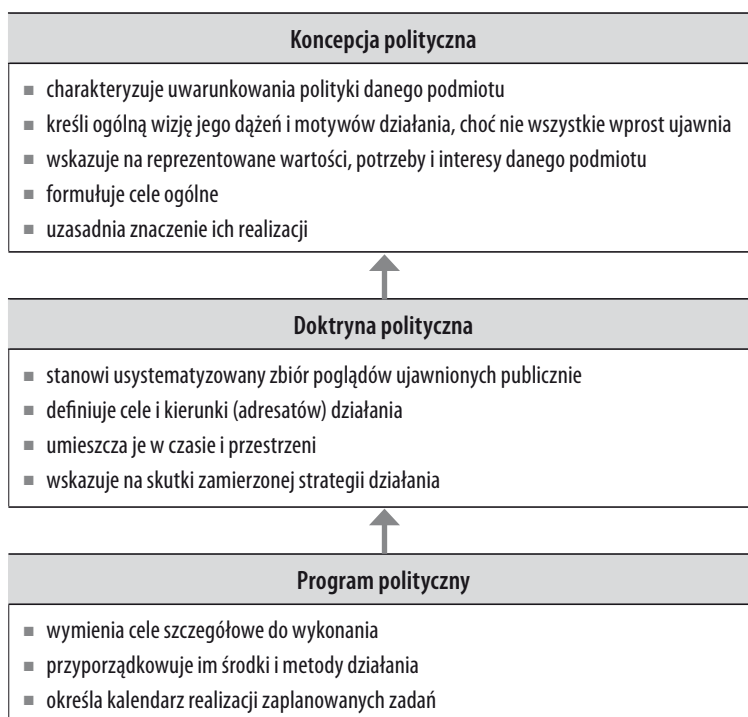 Koncepcja polityczna
■ charakteryzuje uwarunkowania polityki danego podmiotu
■ kreśli ogólną wizję jego dążeń i motywów działania, choć nie wszystkie wprost ujawnia
■ wskazuje na reprezentowane wartości, potrzeby i interesy danego podmiotu
■ formułuje cele ogólne
■ uzasadnia znaczenie ich realizacji
Doktryna polityczna
■ stanowi usystematyzowany zbiór poglądów ujawnionych publicznie
■ definiuje cele i kierunki (adresatów) działania
■ umieszcza je w czasie i przestrzeni
■ wskazuje na skutki zamierzonej strategii działania
Program polityczny
■ wymienia cele szczegółowe do wykonania
■ przyporządkowuje im środki i metody działania
■ określa kalendarz realizacji zaplanowanych zadań